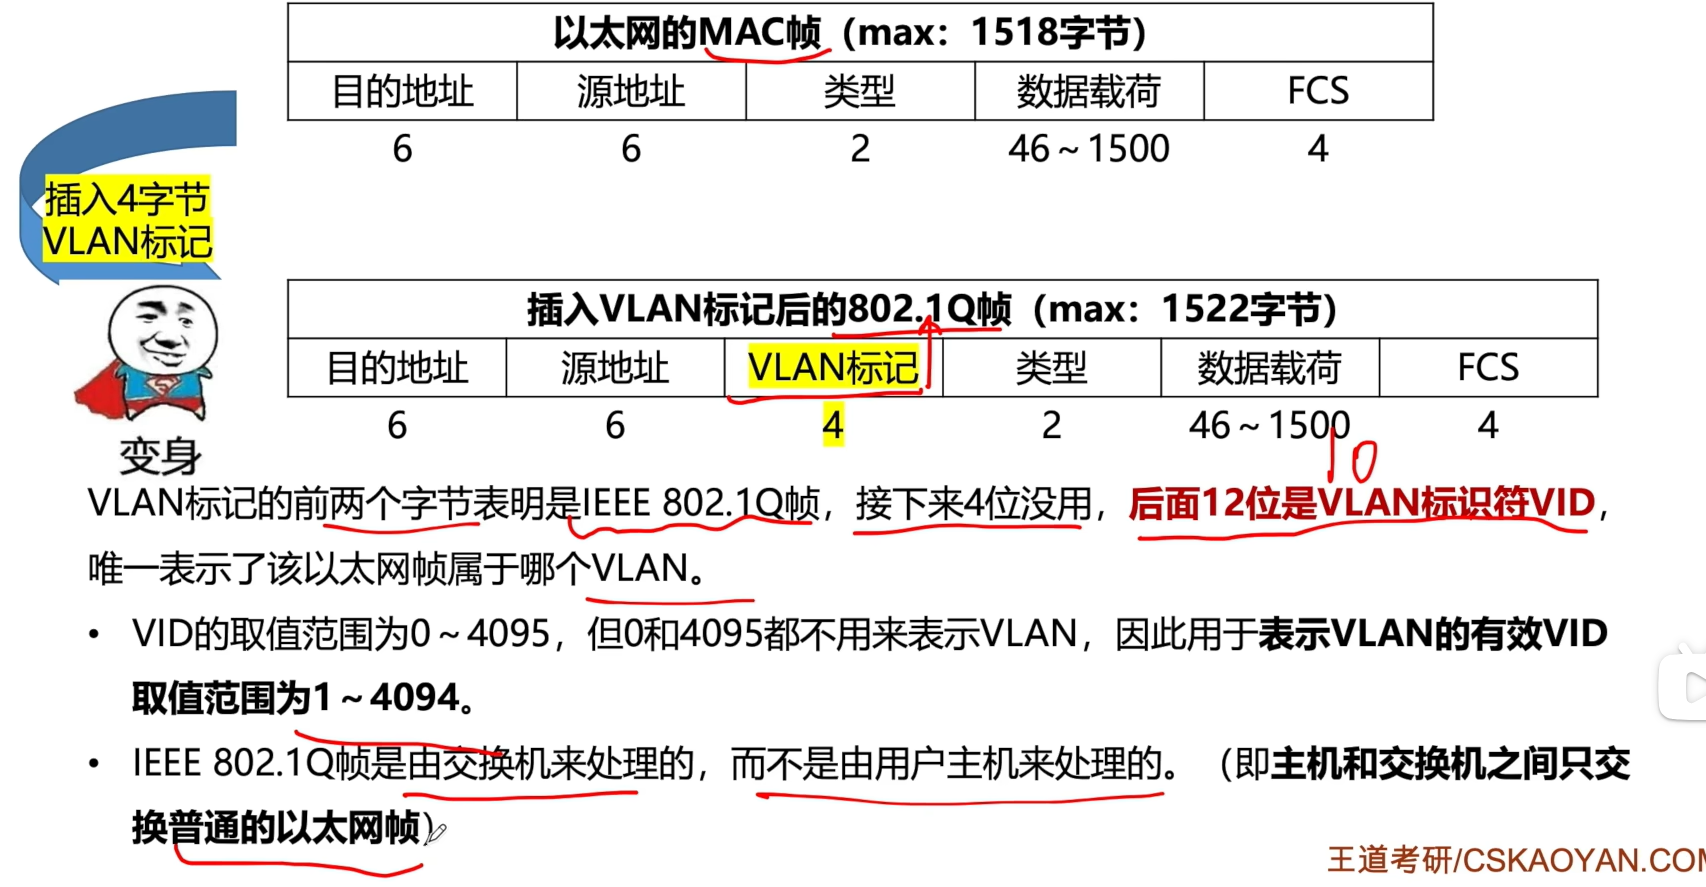 以太网的MAC帧（max：1518字节）
目的地址 源地址 类型 数据载荷 FCS
6 6 2 46～1500 4
插入4字节
VLAN标记
插入VLAN标记后的802.1Q帧（max：1522字节）
目的地址 源地址 VLAN标记 类型 数据载荷 FCS
6 6 4 2 46～1500 4
变身
10
VLAN标记的前两个字节表明是IEEE 802.1Q帧，接下来4位没用，后面12位是VLAN标识符VID，
唯一表示了该以太网帧属于哪个VLAN。
• VID的取值范围为0～4095，但0和4095都不用来表示VLAN，因此用于表示VLAN的有效VID
取值范围为1～4094。
• IEEE 802.1Q帧是由交换机来处理的，而不是由用户主机来处理的。（即主机和交换机之间只交
换普通的以太网帧）
王道考研/CSKAOYAN.COM